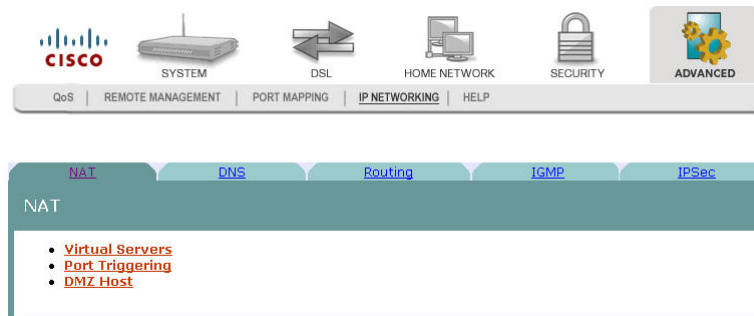 CISCO
SYSTEM DSL HOME NETWORK SECURITY ADVANCED
QoS | REMOTE MANAGEMENT | PORT MAPPING | IP NETWORKING | HELP
NAT DNS Routing IGMP IPSec
NAT
Virtual Servers
Port Triggering
DMZ Host